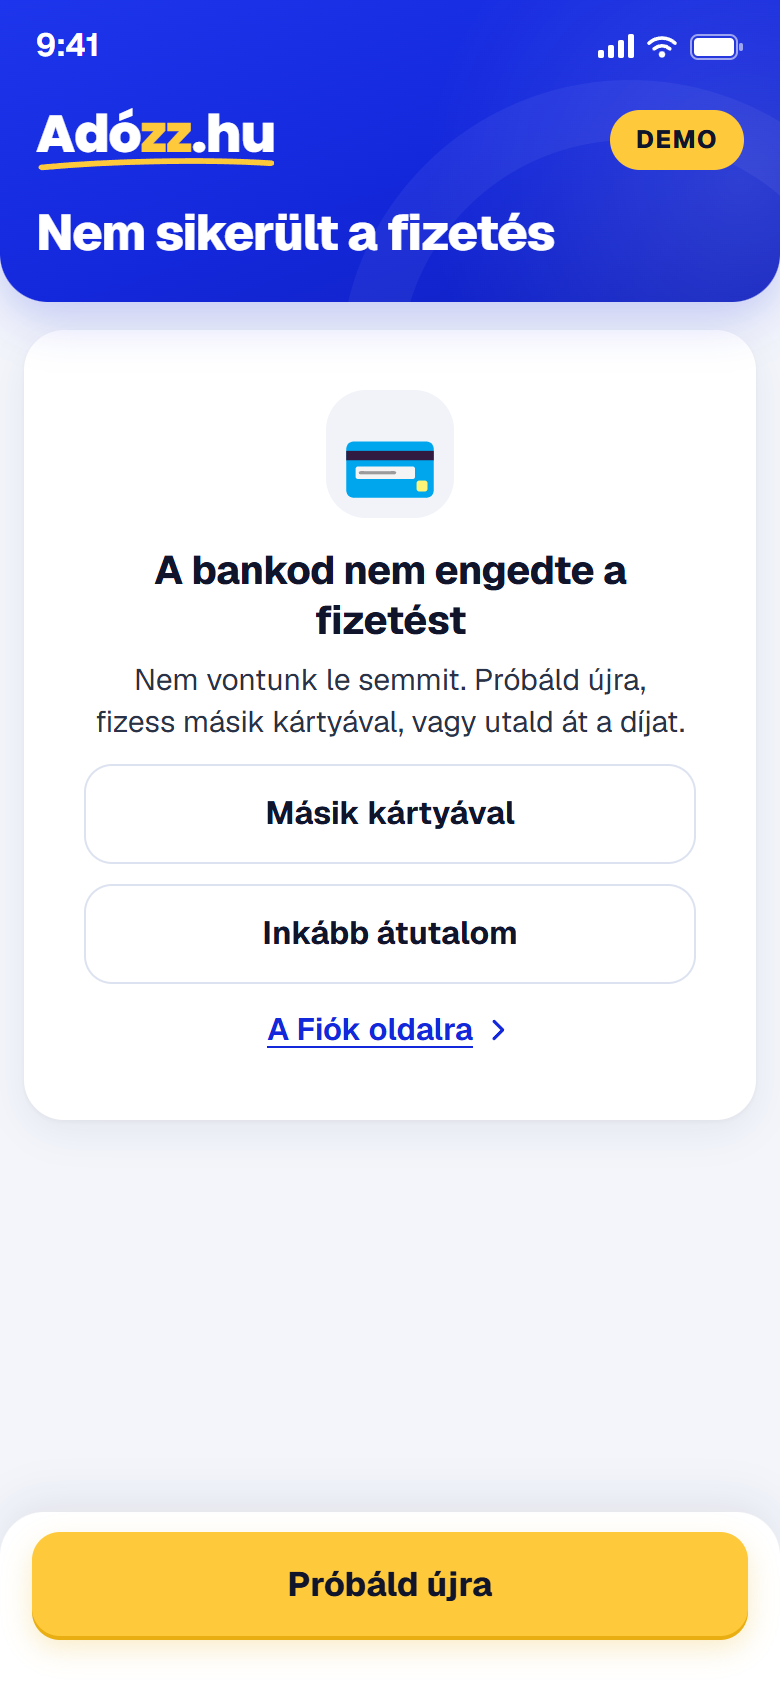 9:41
Adózz.hu
DEMO
Nem sikerült a fizetés
A bankod nem engedte a
fizetést
Nem vontunk le semmit. Próbáld újra,
fizess másik kártyával, vagy utald át a díjat.
Másik kártyával
Inkább átutalom
A Fiók oldalra
Próbáld újra